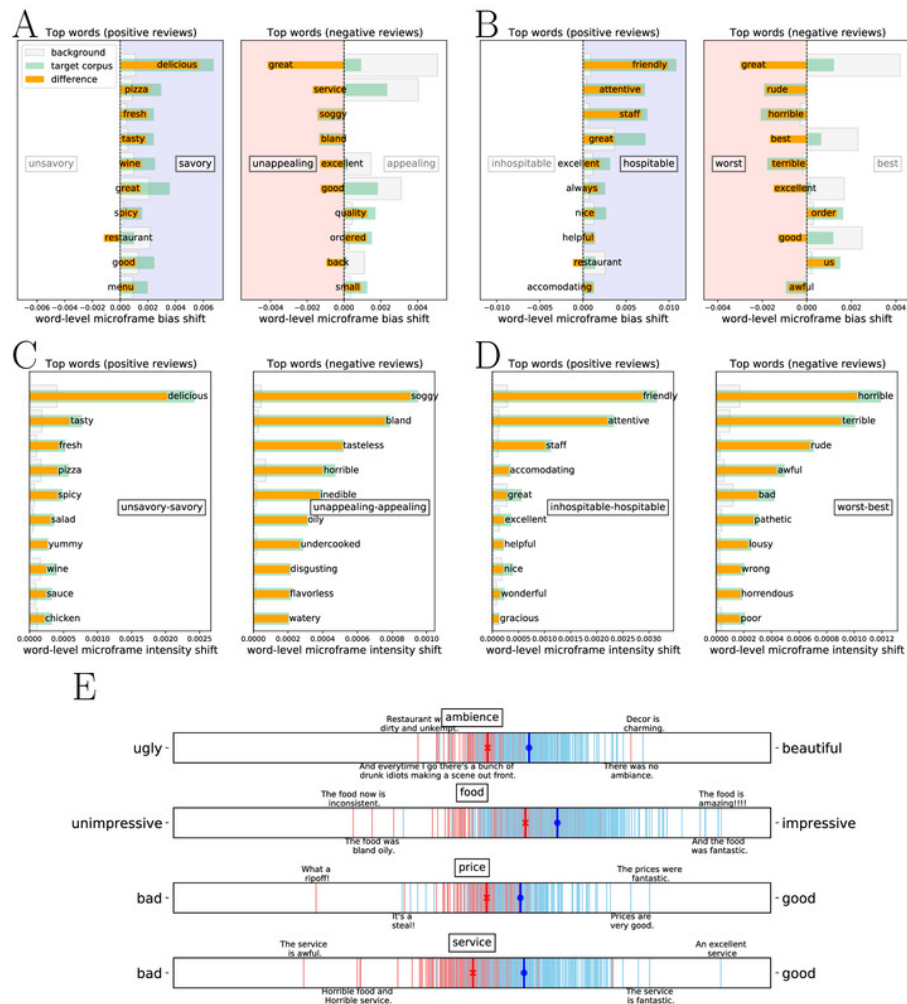 A
B
Top words (positive reviews)
Top words (negative reviews)
Top words (positive reviews)
Top words (negative reviews)
background
target corpus
difference
delicious
pizza
fresh
tasty
wine
great
spicy
restaurant
good
menu
unsavory
savory
−0.006 −0.004 −0.002 0.000 0.002 0.004 0.006
word-level microframe bias shift
great
service
soggy
bland
excellent
good
quality
ordered
back
small
unappealing
appealing
−0.004 −0.002 0.000 0.002 0.004
word-level microframe bias shift
friendly
attentive
staff
great
excellent
always
nice
helpful
restaurant
accomodating
inhospitable
hospitable
−0.010 −0.005 0.000 0.005 0.010
word-level microframe bias shift
great
rude
horrible
best
terrible
excellent
order
good
us
awful
worst
best
−0.004 −0.002 0.000 0.002 0.004
word-level microframe bias shift
C
D
Top words (positive reviews)
Top words (negative reviews)
Top words (positive reviews)
Top words (negative reviews)
delicious
tasty
fresh
pizza
spicy
salad
yummy
wine
sauce
chicken
unsavory-savory
0.0000 0.0005 0.0010 0.0015 0.0020 0.0025
word-level microframe intensity shift
soggy
bland
tasteless
horrible
inedible
oily
undercooked
disgusting
flavorless
watery
unappealing-appealing
0.0000 0.0002 0.0004 0.0006 0.0008 0.0010
word-level microframe intensity shift
friendly
attentive
staff
accomodating
great
excellent
helpful
nice
wonderful
gracious
inhospitable-hospitable
0.0000 0.0005 0.0010 0.0015 0.0020 0.0025 0.0030
word-level microframe intensity shift
horrible
terrible
rude
awful
bad
pathetic
lousy
wrong
horrendous
poor
worst-best
0.0000 0.0002 0.0004 0.0006 0.0008 0.0010 0.0012
word-level microframe intensity shift
E
ambience
Restaurant w
dirty and unkempt.
Decor is
charming.
ugly
beautiful
And everytime I go there's a bunch of
drunk idiots making a scene out front.
There was no
ambiance.
food
The food now is
inconsistent.
The food is
amazing!!!!
unimpressive
impressive
The food was
bland oily.
And the food
was fantastic.
price
What a
ripoff!
The prices were
fantastic.
bad
good
It's a
steal!
Prices are
very good.
service
The service
is awful.
An excellent
service
bad
good
Horrible food and
Horrible service.
The service
is fantastic.